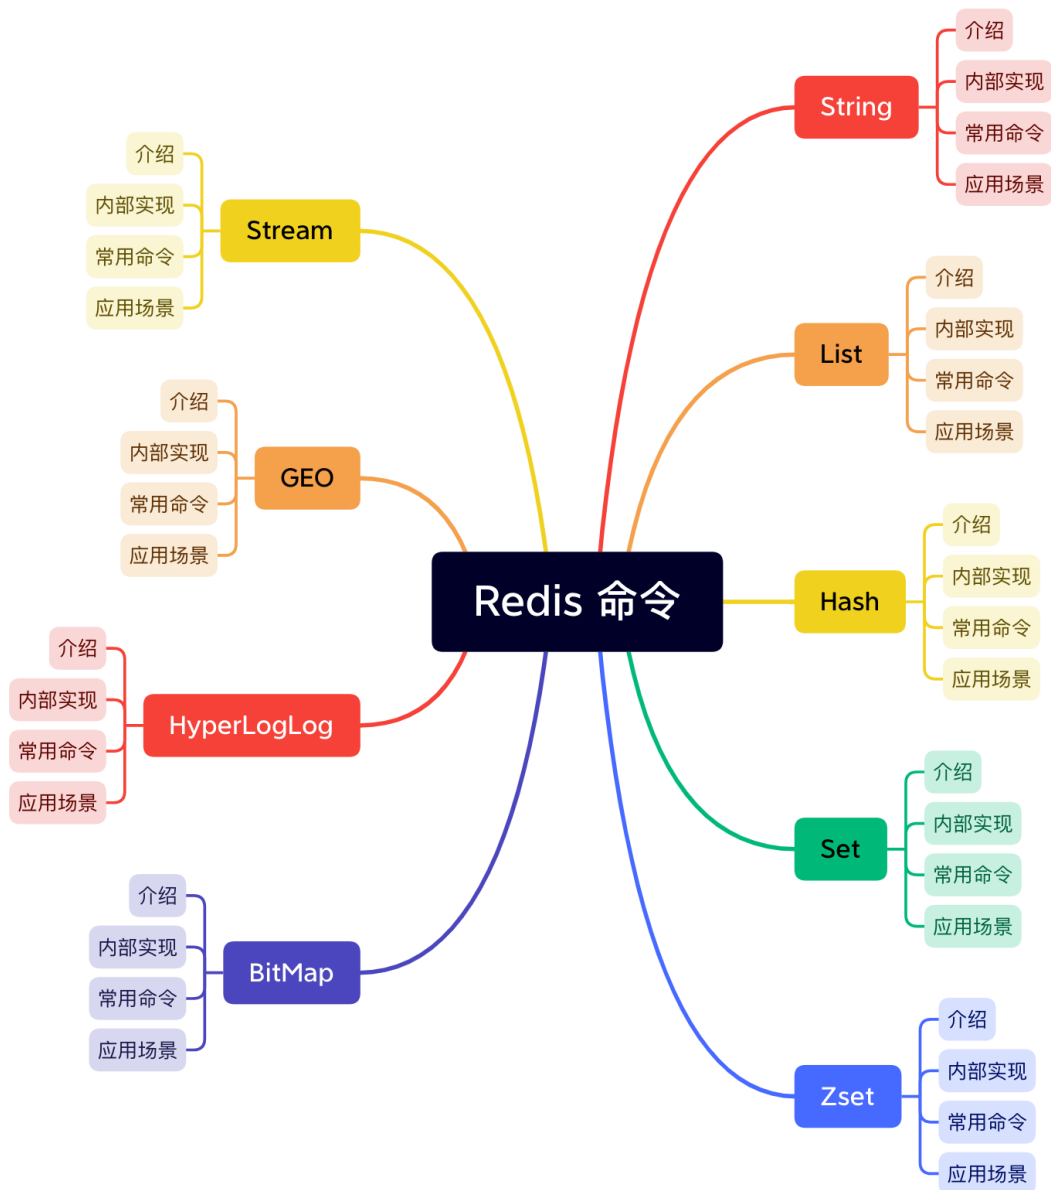 Redis 命令
String
介绍
内部实现
常用命令
应用场景
List
介绍
内部实现
常用命令
应用场景
Hash
介绍
内部实现
常用命令
应用场景
Set
介绍
内部实现
常用命令
应用场景
Zset
介绍
内部实现
常用命令
应用场景
Stream
介绍
内部实现
常用命令
应用场景
GEO
介绍
内部实现
常用命令
应用场景
HyperLogLog
介绍
内部实现
常用命令
应用场景
BitMap
介绍
内部实现
常用命令
应用场景